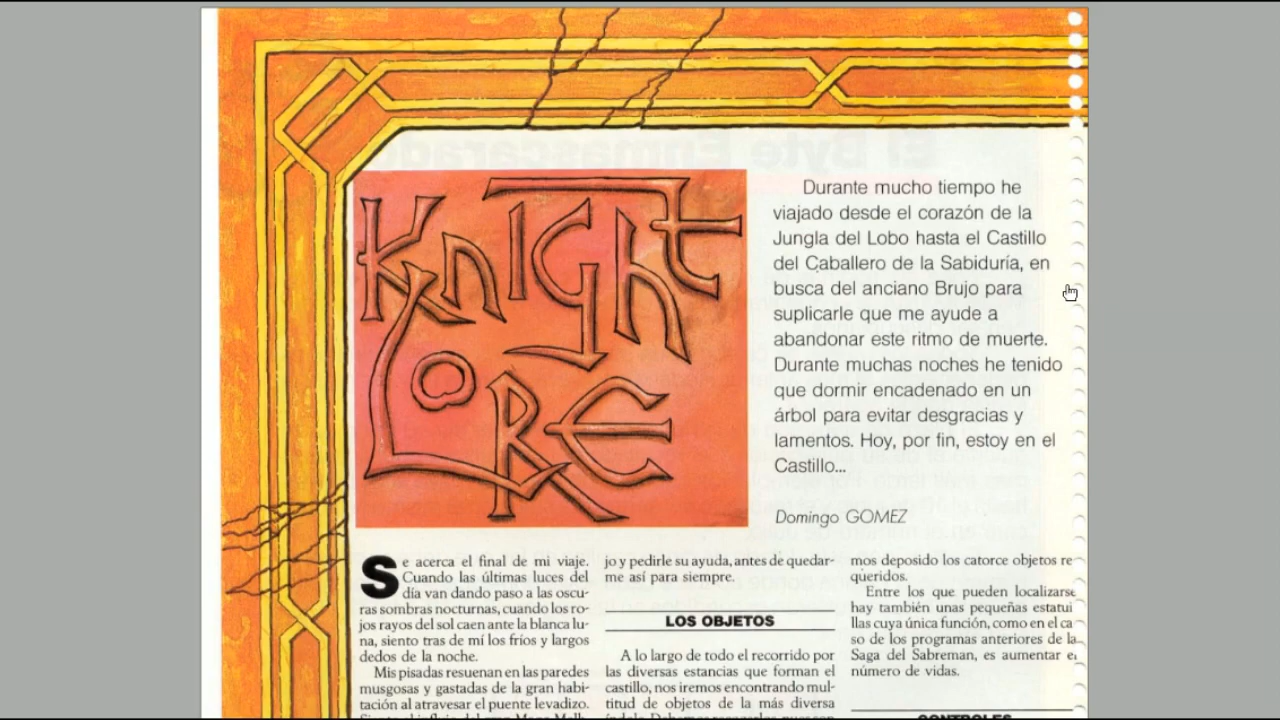 KNIGHT
LORE
Durante mucho tiempo he
viajado desde el corazón de la
Jungla del Lobo hasta el Castillo
del Caballero de la Sabiduría, en
busca del anciano Brujo para
suplicarle que me ayude a
abandonar este ritmo de muerte.
Durante muchas noches he tenido
que dormir encadenado en un
árbol para evitar desgracias y
lamentos. Hoy, por fin, estoy en el
Castillo...
Domingo GOMEZ
Se acerca el final de mi viaje.
Cuando las últimas luces del
día van dando paso a las oscu-
ras sombras nocturnas, cuando los ro-
jos rayos del sol caen ante la blanca lu-
na, siento tras de mí los fríos y largos
dedos de la noche.
Mis pisadas resuenan en las paredes
musgosas y gastadas de la gran habi-
tación al atravesar el puente levadizo.
jo y pedirle su ayuda, antes de quedar-
me así para siempre.
LOS OBJETOS
A lo largo de todo el recorrido por
las diversas estancias que forman el
castillo, nos iremos encontrando mul-
titud de objetos de la más diversa
mos deposido los catorce objetos re
queridos.
Entre los que pueden localizarse
hay también unas pequeñas estatui
llas cuya única función, como en el ca
so de los programas anteriores de la
Saga del Sabreman, es aumentar e
número de vidas.
CONTROLES